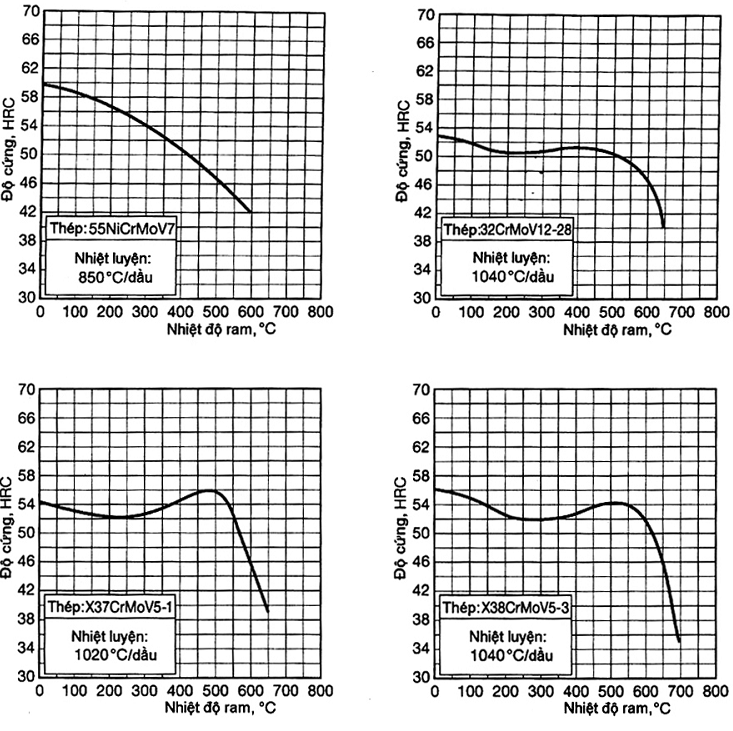 70
66
62
58
54
50
46
42
38
34
30
Độ cứng, HRC
Thép: 55NiCrMoV7
Nhiệt luyện:
850°C/dầu
0 100 200 300 400 500 600 700 800
Nhiệt độ ram, °C
70
66
62
58
54
50
46
42
38
34
30
Độ cứng, HRC
Thép:32CrMoV12-28
Nhiệt luyện:
1040°C/dầu
0 100 200 300 400 500 600 700 800
Nhiệt độ ram, °C
70
66
62
58
54
50
46
42
38
34
30
Độ cứng, HRC
Thép:X37CrMoV5-1
Nhiệt luyện:
1020°C/dầu
0 100 200 300 400 500 600 700 800
Nhiệt độ ram, °C
70
66
62
58
54
50
46
42
38
34
30
Độ cứng, HRC
Thép:X38CrMoV5-3
Nhiệt luyện:
1040°C/dầu
0 100 200 300 400 500 600 700 800
Nhiệt độ ram, °C